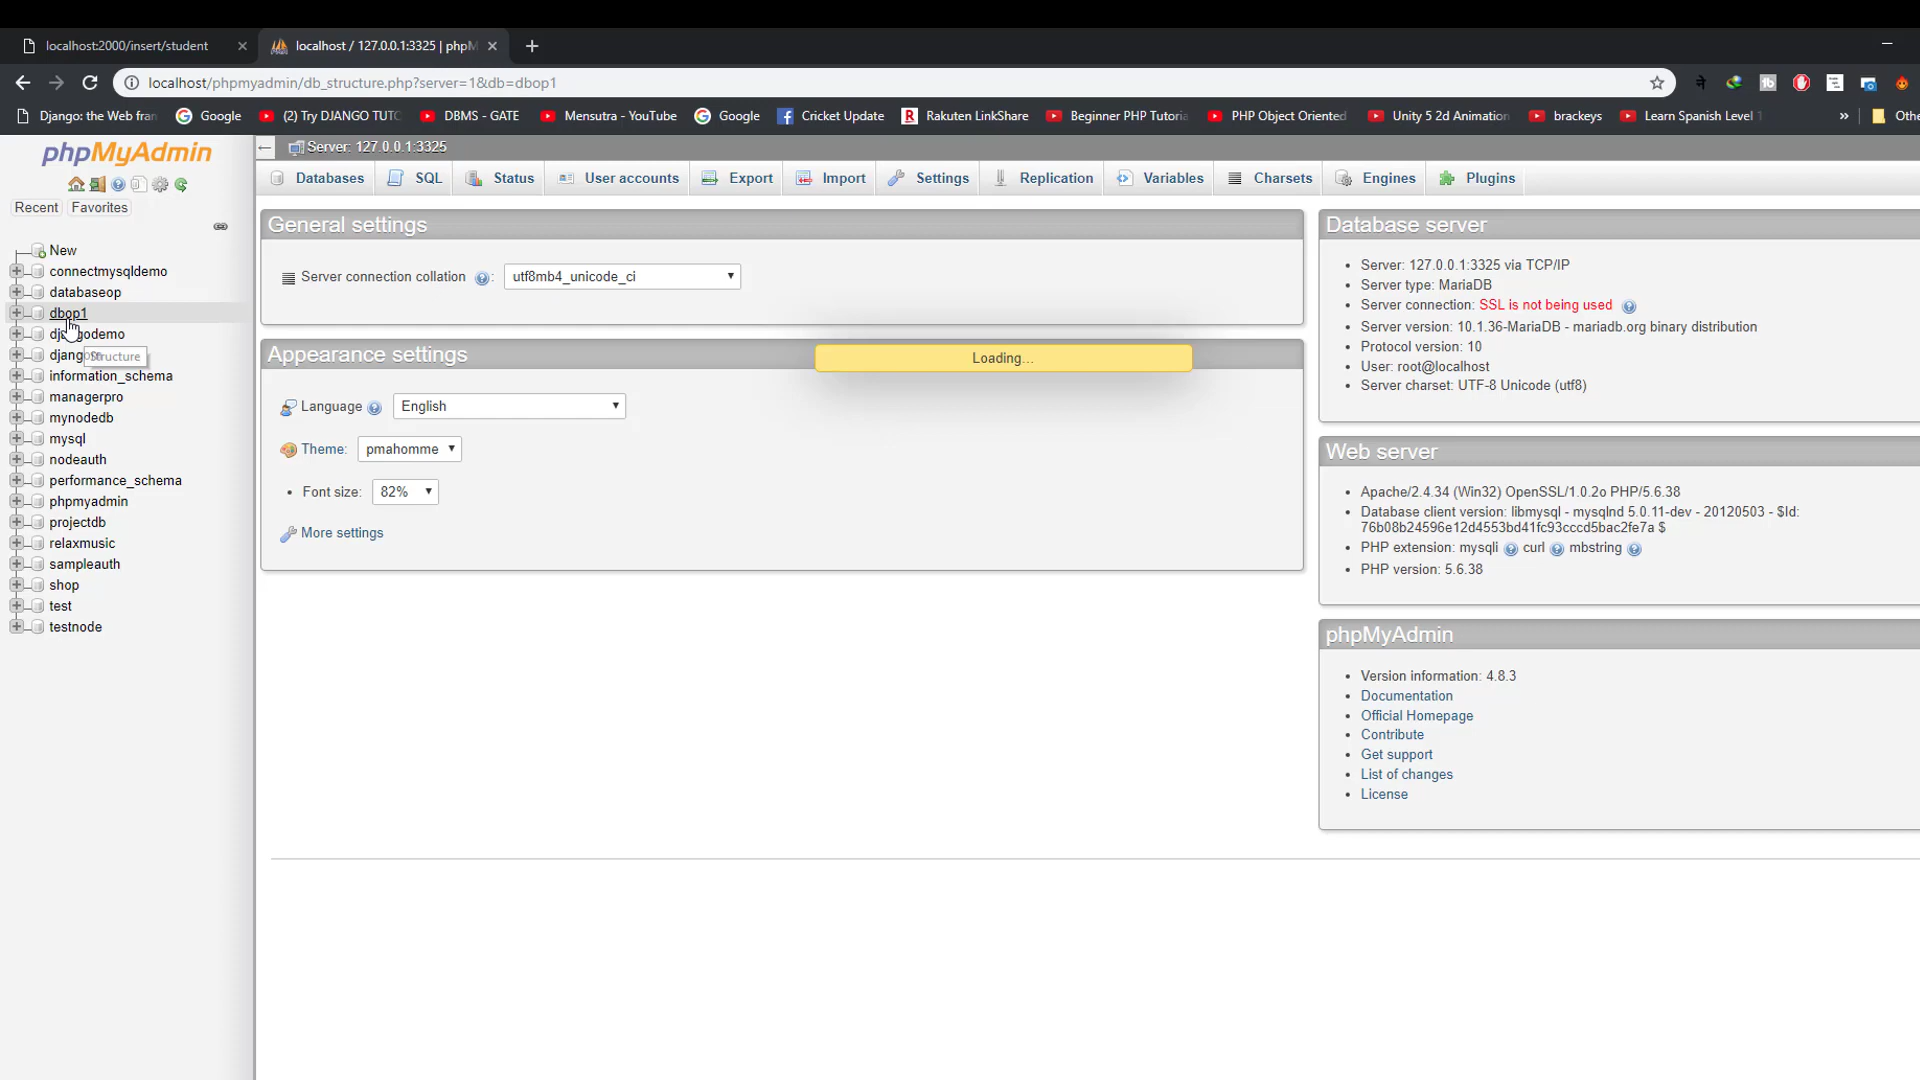 localhost:2000/insert/student
localhost / 127.0.0.1:3325 | phpM
localhost/phpmyadmin/db_structure.php?server=1&db=dbop1
Django: the Web fran
Google
(2) Try DJANGO TUTO
DBMS - GATE
Mensutra - YouTube
Google
Cricket Update
Rakuten LinkShare
Beginner PHP Tutoria
PHP Object Oriented
Unity 5 2d Animation
brackeys
Learn Spanish Level 1
»
Othe
phpMyAdmin
Recent
Favorites
New
connectmysqldemo
databaseop
dbop1
djangodemo
Structure
information_schema
managerpro
mynodedb
mysql
nodeauth
performance_schema
phpmyadmin
projectdb
relaxmusic
sampleauth
shop
test
testnode
Server: 127.0.0.1:3325
Databases
SQL
Status
User accounts
Export
Import
Settings
Replication
Variables
Charsets
Engines
Plugins
General settings
Server connection collation :
utf8mb4_unicode_ci
Appearance settings
Loading...
Language
English
Theme:
pmahomme
• Font size:
82%
More settings
Database server
• Server: 127.0.0.1:3325 via TCP/IP
• Server type: MariaDB
• Server connection: SSL is not being used
• Server version: 10.1.36-MariaDB - mariadb.org binary distribution
• Protocol version: 10
• User: root@localhost
• Server charset: UTF-8 Unicode (utf8)
Web server
• Apache/2.4.34 (Win32) OpenSSL/1.0.2o PHP/5.6.38
• Database client version: libmysql - mysqlnd 5.0.11-dev - 20120503 - $Id:
76b08b24596e12d4553bd41fc93cccd5bac2fe7a $
• PHP extension: mysqli curl mbstring
• PHP version: 5.6.38
phpMyAdmin
• Version information: 4.8.3
• Documentation
• Official Homepage
• Contribute
• Get support
• List of changes
• License